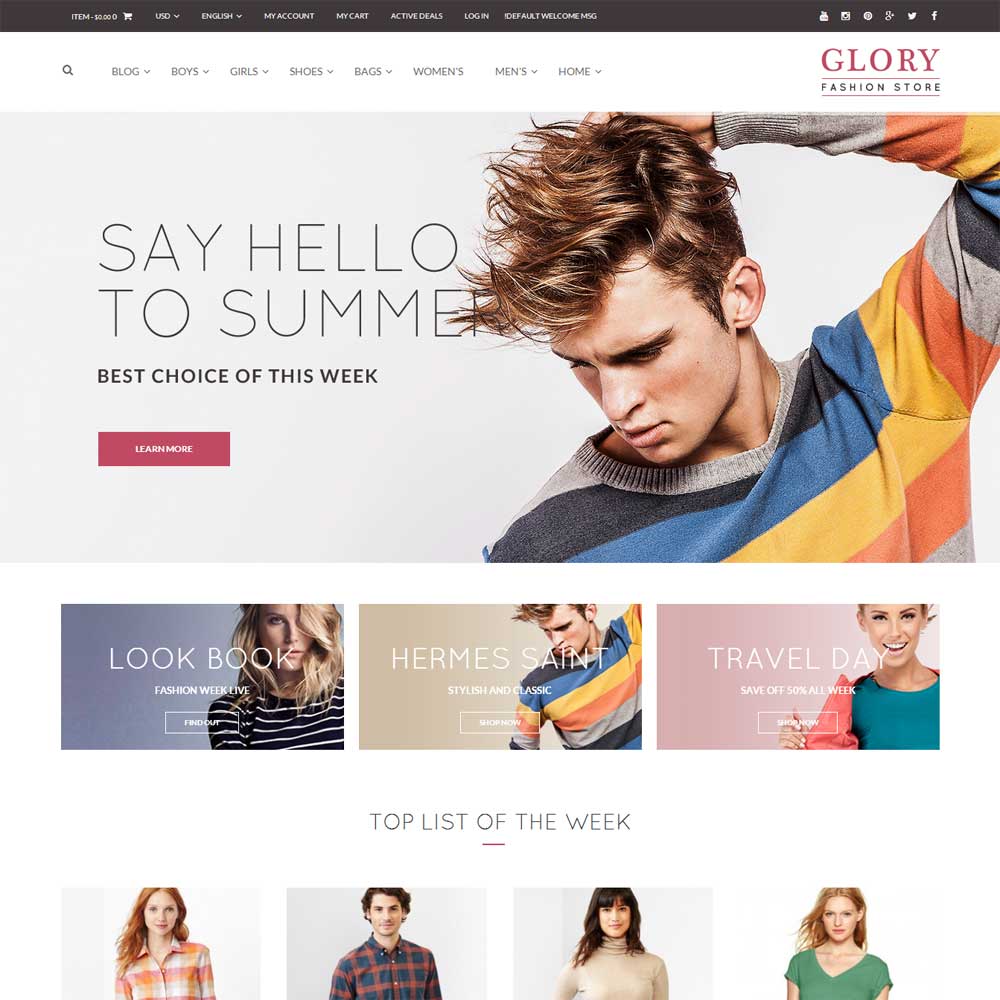 ITEM - $0.00 0 USD ENGLISH MY ACCOUNT MY CART ACTIVE DEALS LOG IN !DEFAULT WELCOME MSG
BLOG BOYS GIRLS SHOES BAGS WOMEN'S MEN'S HOME
GLORY
FASHION STORE
SAY HELLO
TO SUMMER
BEST CHOICE OF THIS WEEK
LEARN MORE
LOOK BOOK
FASHION WEEK LIVE
FIND OUT
HERMES SAINT
STYLISH AND CLASSIC
SHOP NOW
TRAVEL DAY
SAVE OFF 50% ALL WEEK
SHOP NOW
TOP LIST OF THE WEEK